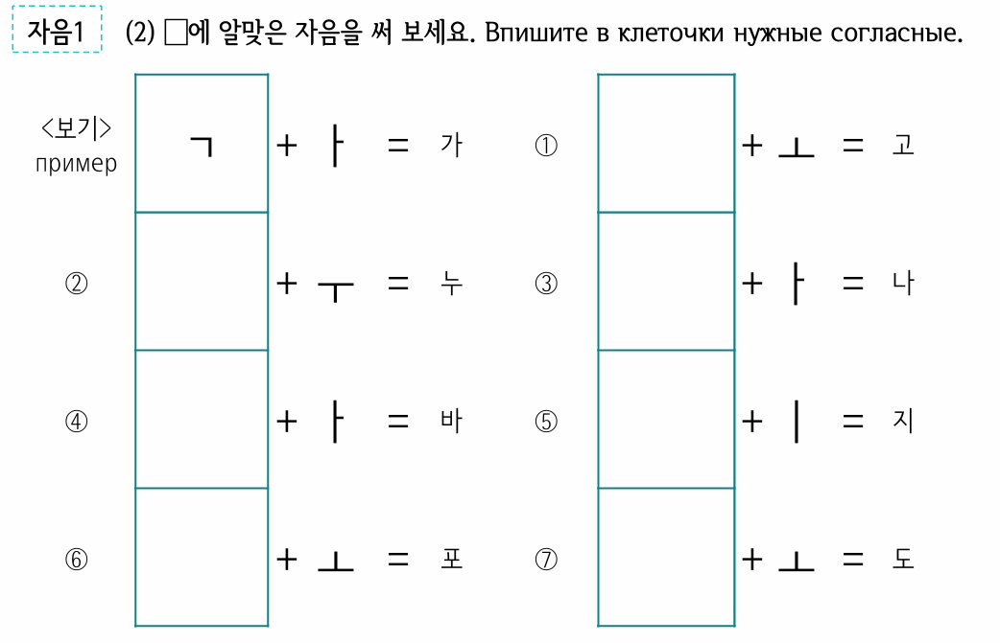 자음1 (2) □에 알맞은 자음을 써 보세요. Впишите в клеточки нужные согласные.
<보기> пример ㄱ + ㅏ = 가 ① + ㅗ = 고
② + ㅜ = 누 ③ + ㅏ = 나
④ + ㅏ = 바 ⑤ + ㅣ = 지
⑥ + ㅗ = 포 ⑦ + ㅗ = 도